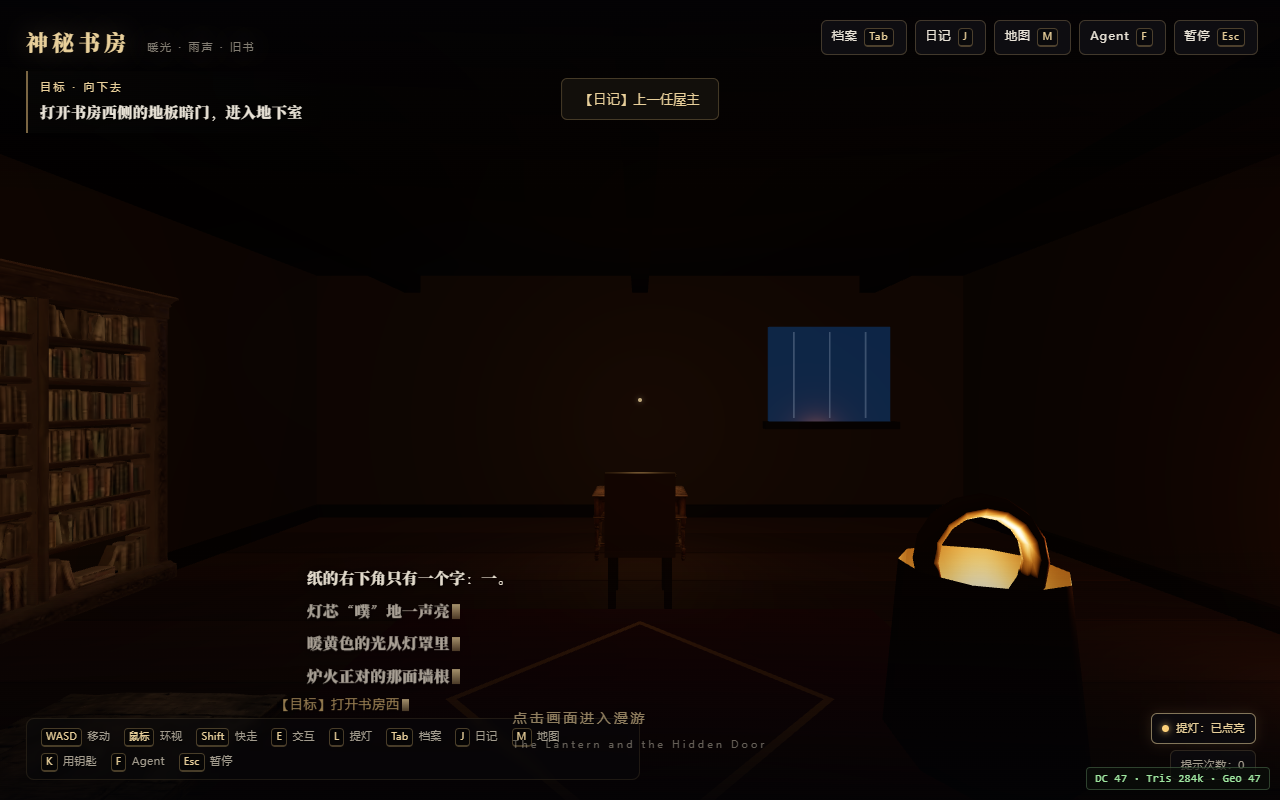 神秘书房 暖光 · 雨声 · 旧书
档案 Tab 日记 J 地图 M Agent F 暂停 Esc
目标 · 向下去
打开书房西侧的地板暗门，进入地下室
【日记】上一任屋主
纸的右下角只有一个字：一。
灯芯“噗”地一声亮
暖黄色的光从灯罩里
炉火正对的那面墙根
【目标】打开书房西
点击画面进入漫游
The Lantern and the Hidden Door
WASD 移动 鼠标 环视 Shift 快走 E 交互 L 提灯 Tab 档案 J 日记 M 地图
K 用钥匙 F Agent Esc 暂停
提灯：已点亮
提示次数：0
DC 47 · Tris 284k · Geo 47